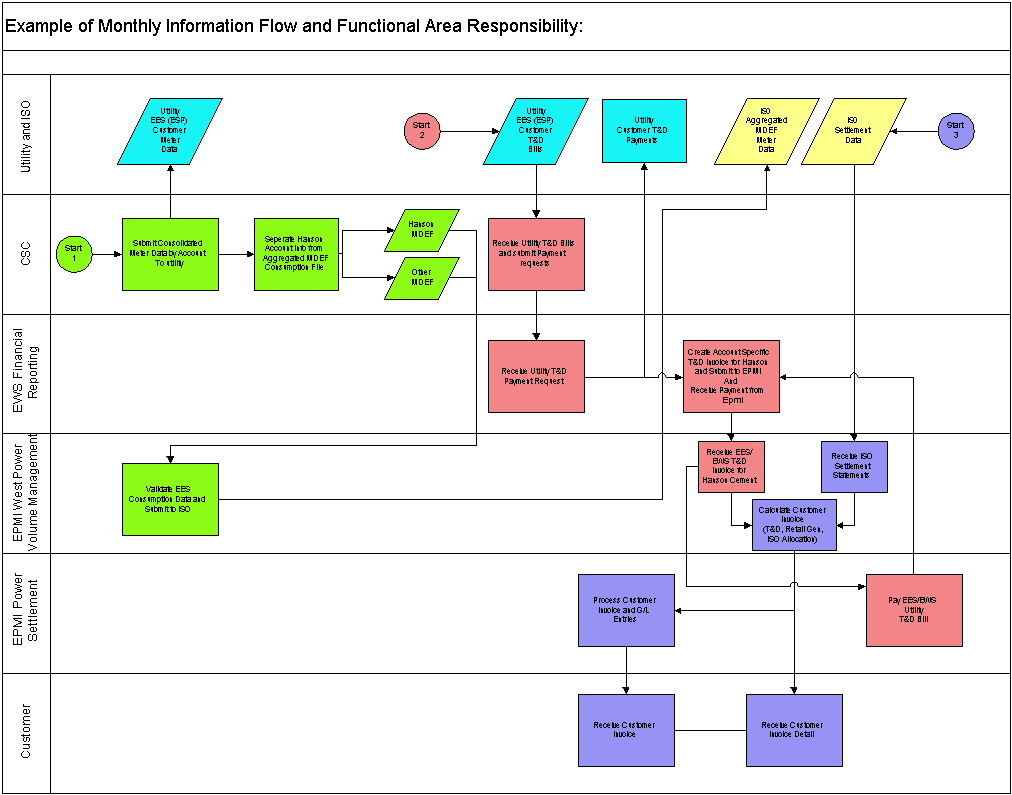 Example of Monthly Information Flow and Functional Area Responsibility:
Utility and ISO
Utility
EES (ESP)
Customer
Meter
Data
Start
2
Utility
EES (ESP)
Customer
T&D
Bills
Utility
Customer T&D
Payments
ISO
Aggregated
MDEF
Meter
Data
ISO
Settlement
Data
Start
3
CSC
Start
1
Submit Consolidated
Meter Data by Account
To utility
Seperate Hanson
Account Info from
Aggregated MDEF
Consumption File
Hanson
MDEF
Other
MDEF
Receive Utility T&D Bills
and submit Payment
requests
EWS Financial
Reporting
Receive Utility T&D
Payment Request
Create Account Specific
T&D Invoice for Hanson
and Submit to EPMI
And
Receive Payment from
Epmi
EPMI West Power
Volume Management
Validate EES
Consumption Data and
Submit to ISO
Receive EES/
EWS T&D
Invoice for
Hanson Cement
Receive ISO
Settlement
Statements
Calculate Customer
Invoice
(T&D, Retail Gen,
ISO Allocation)
EPMI Power
Settlement
Process Customer
Invoice and G/L
Entries
Pay EES/EWS
Utility
T&D Bill
Customer
Receive Customer
Invoice
Receive Customer
Invoice Detail